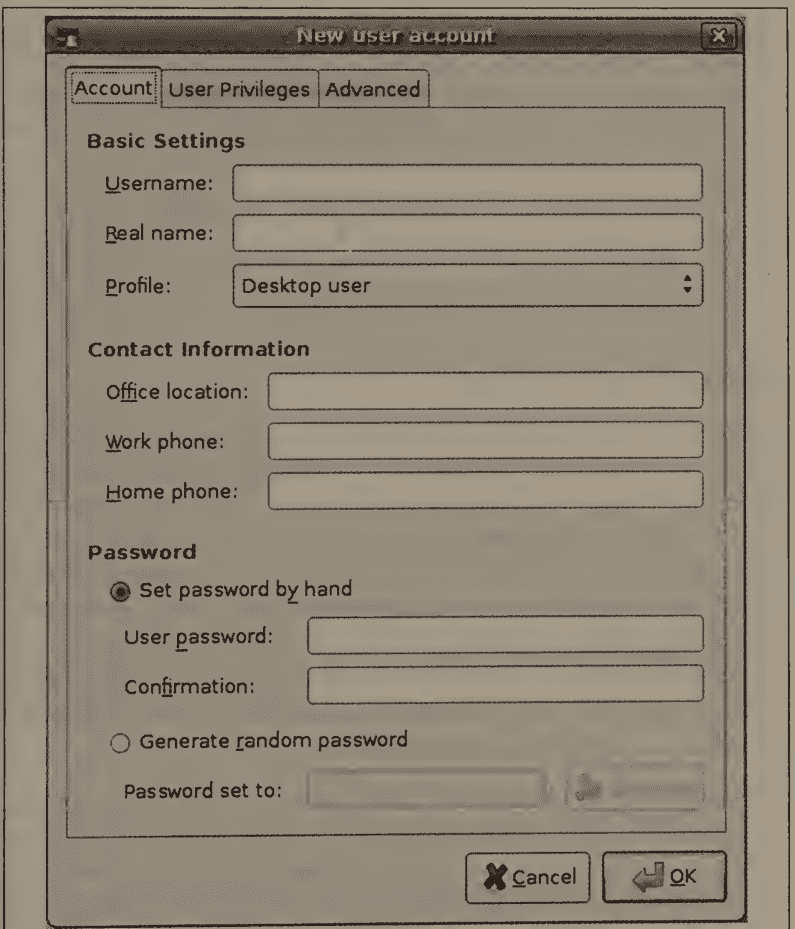 New user account
Account User Privileges Advanced
Basic Settings
Username:
Real name:
Profile: Desktop user
Contact Information
Office location:
Work phone:
Home phone:
Password
Set password by hand
User password:
Confirmation:
Generate random password
Password set to:
Cancel OK